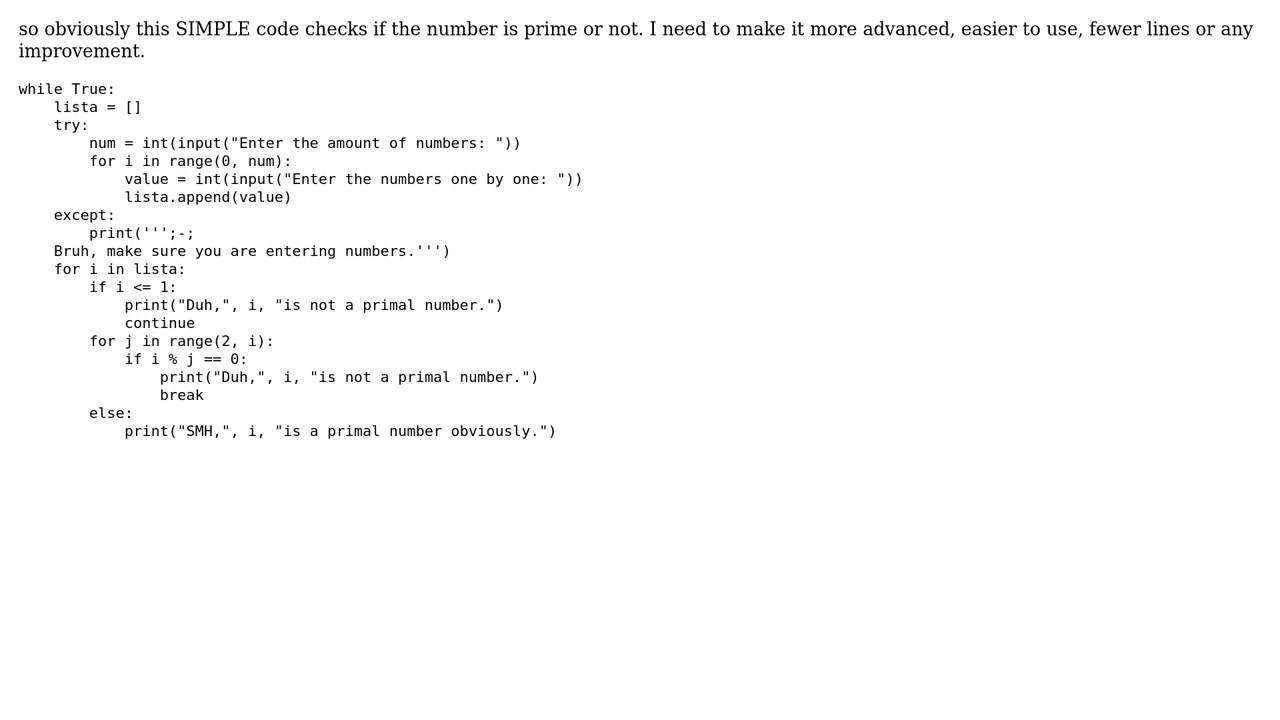 so obviously this SIMPLE code checks if the number is prime or not. I need to make it more advanced, easier to use, fewer lines or any
improvement.
while True:
    lista = []
    try:
        num = int(input("Enter the amount of numbers: "))
        for i in range(0, num):
            value = int(input("Enter the numbers one by one: "))
            lista.append(value)
    except:
        print(''';-;
    Bruh, make sure you are entering numbers.''')
    for i in lista:
        if i <= 1:
            print("Duh,", i, "is not a primal number.")
            continue
        for j in range(2, i):
            if i % j == 0:
                print("Duh,", i, "is not a primal number.")
                break
        else:
            print("SMH,", i, "is a primal number obviously.")